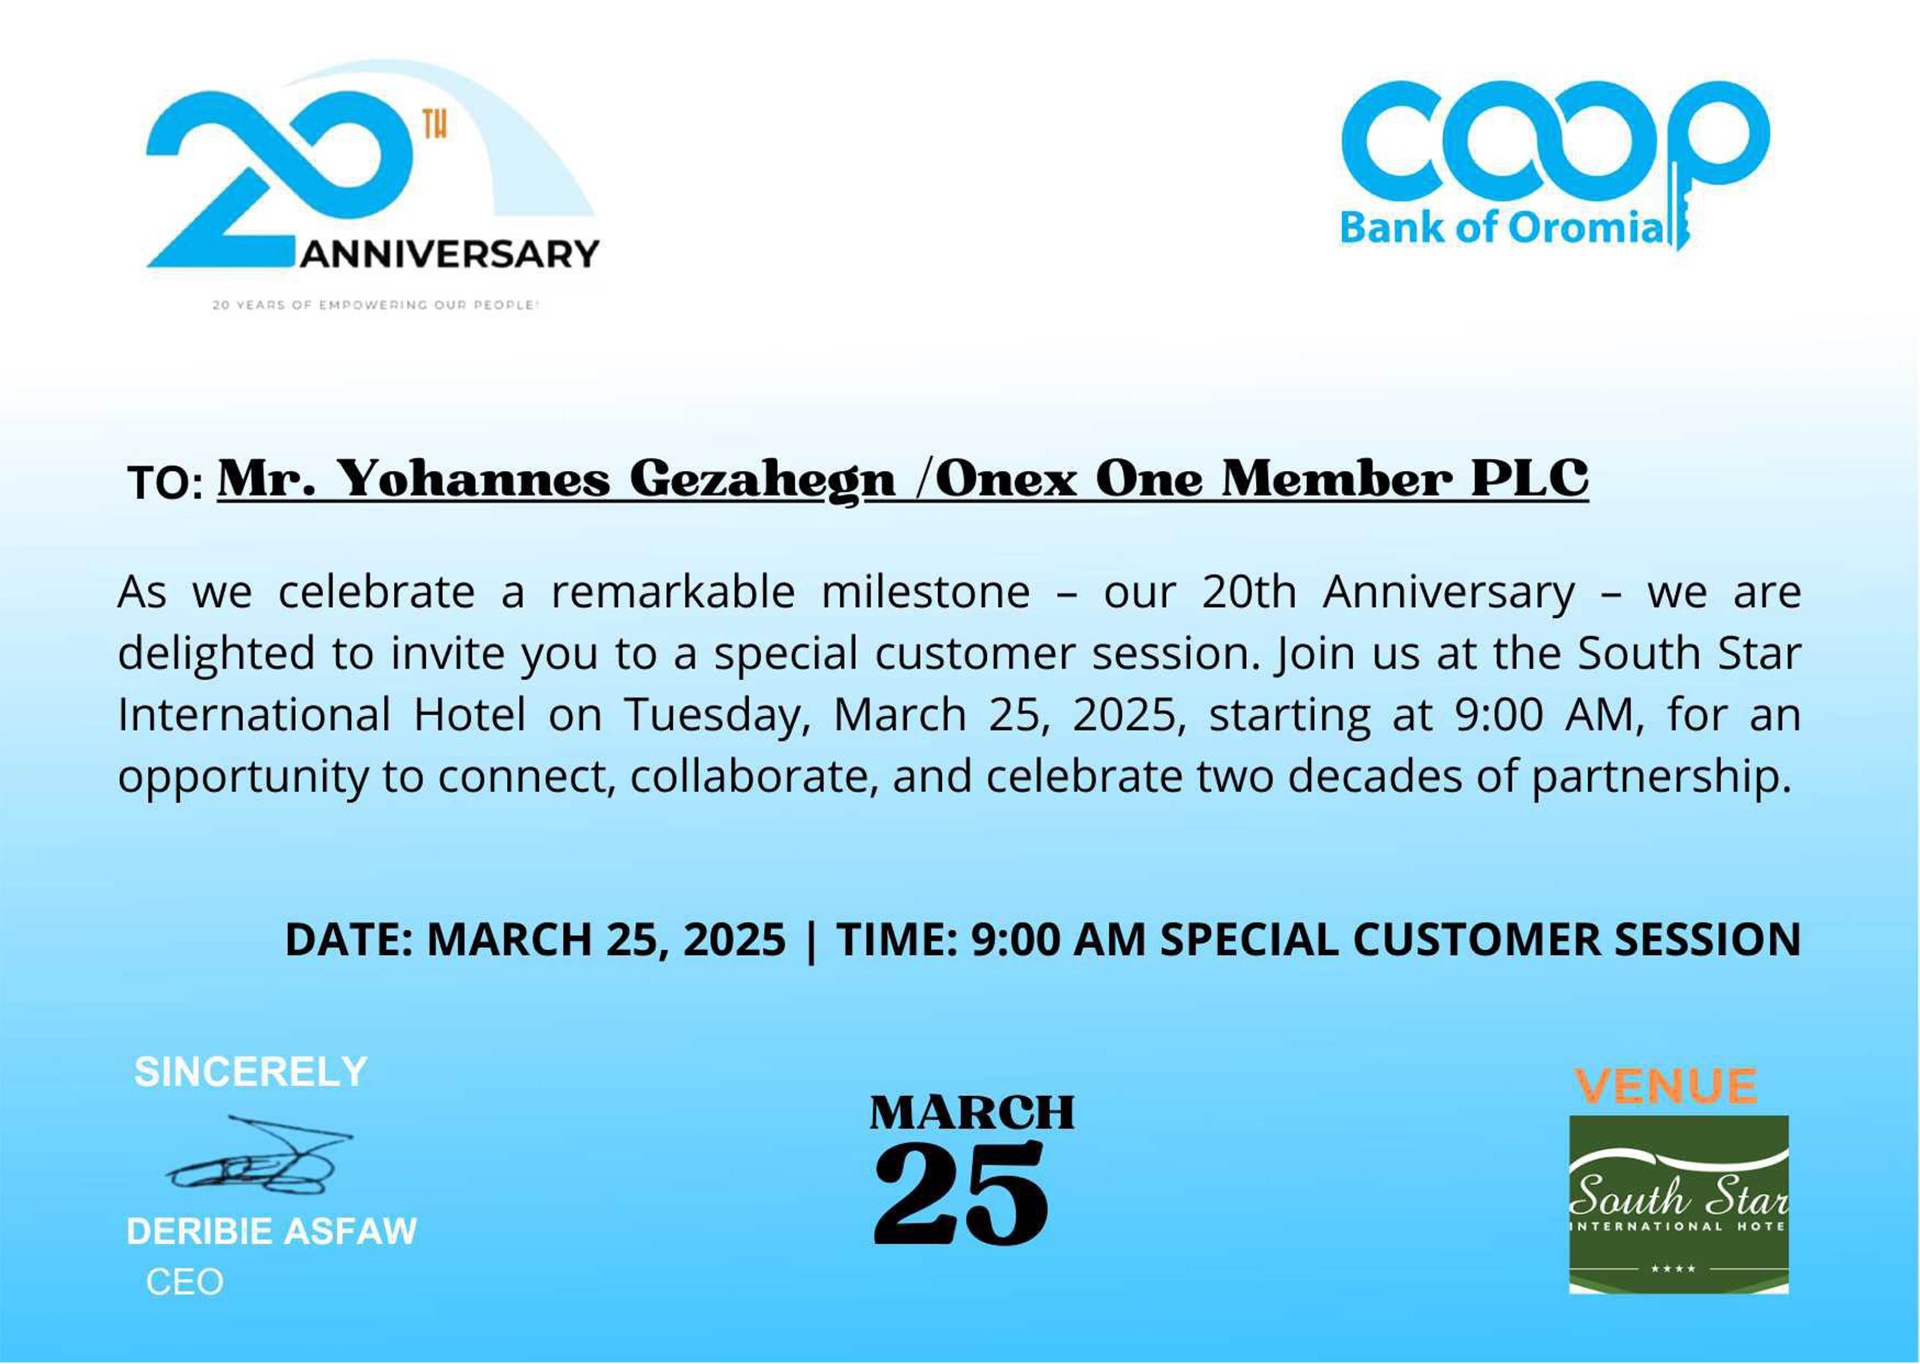 20TH
ANNIVERSARY
20 YEARS OF EMPOWERING OUR PEOPLE!
coop
Bank of Oromia
TO: Mr. Yohannes Gezahegn /Onex One Member PLC
As we celebrate a remarkable milestone – our 20th Anniversary – we are
delighted to invite you to a special customer session. Join us at the South Star
International Hotel on Tuesday, March 25, 2025, starting at 9:00 AM, for an
opportunity to connect, collaborate, and celebrate two decades of partnership.
DATE: MARCH 25, 2025 | TIME: 9:00 AM SPECIAL CUSTOMER SESSION
SINCERELY
DERIBIE ASFAW
CEO
MARCH
25
VENUE
South Star
INTERNATIONAL HOTE